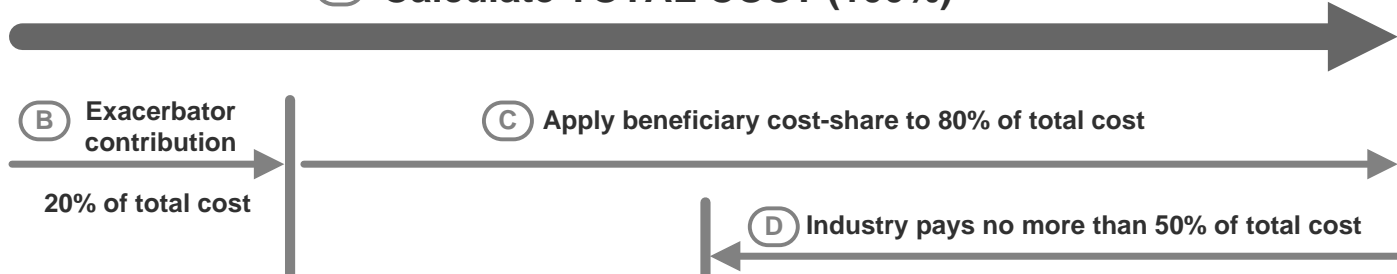 Calculate TOTAL COST (100%)
B Exacerbator
contribution
20% of total cost
C Apply beneficiary cost-share to 80% of total cost
D Industry pays no more than 50% of total cost